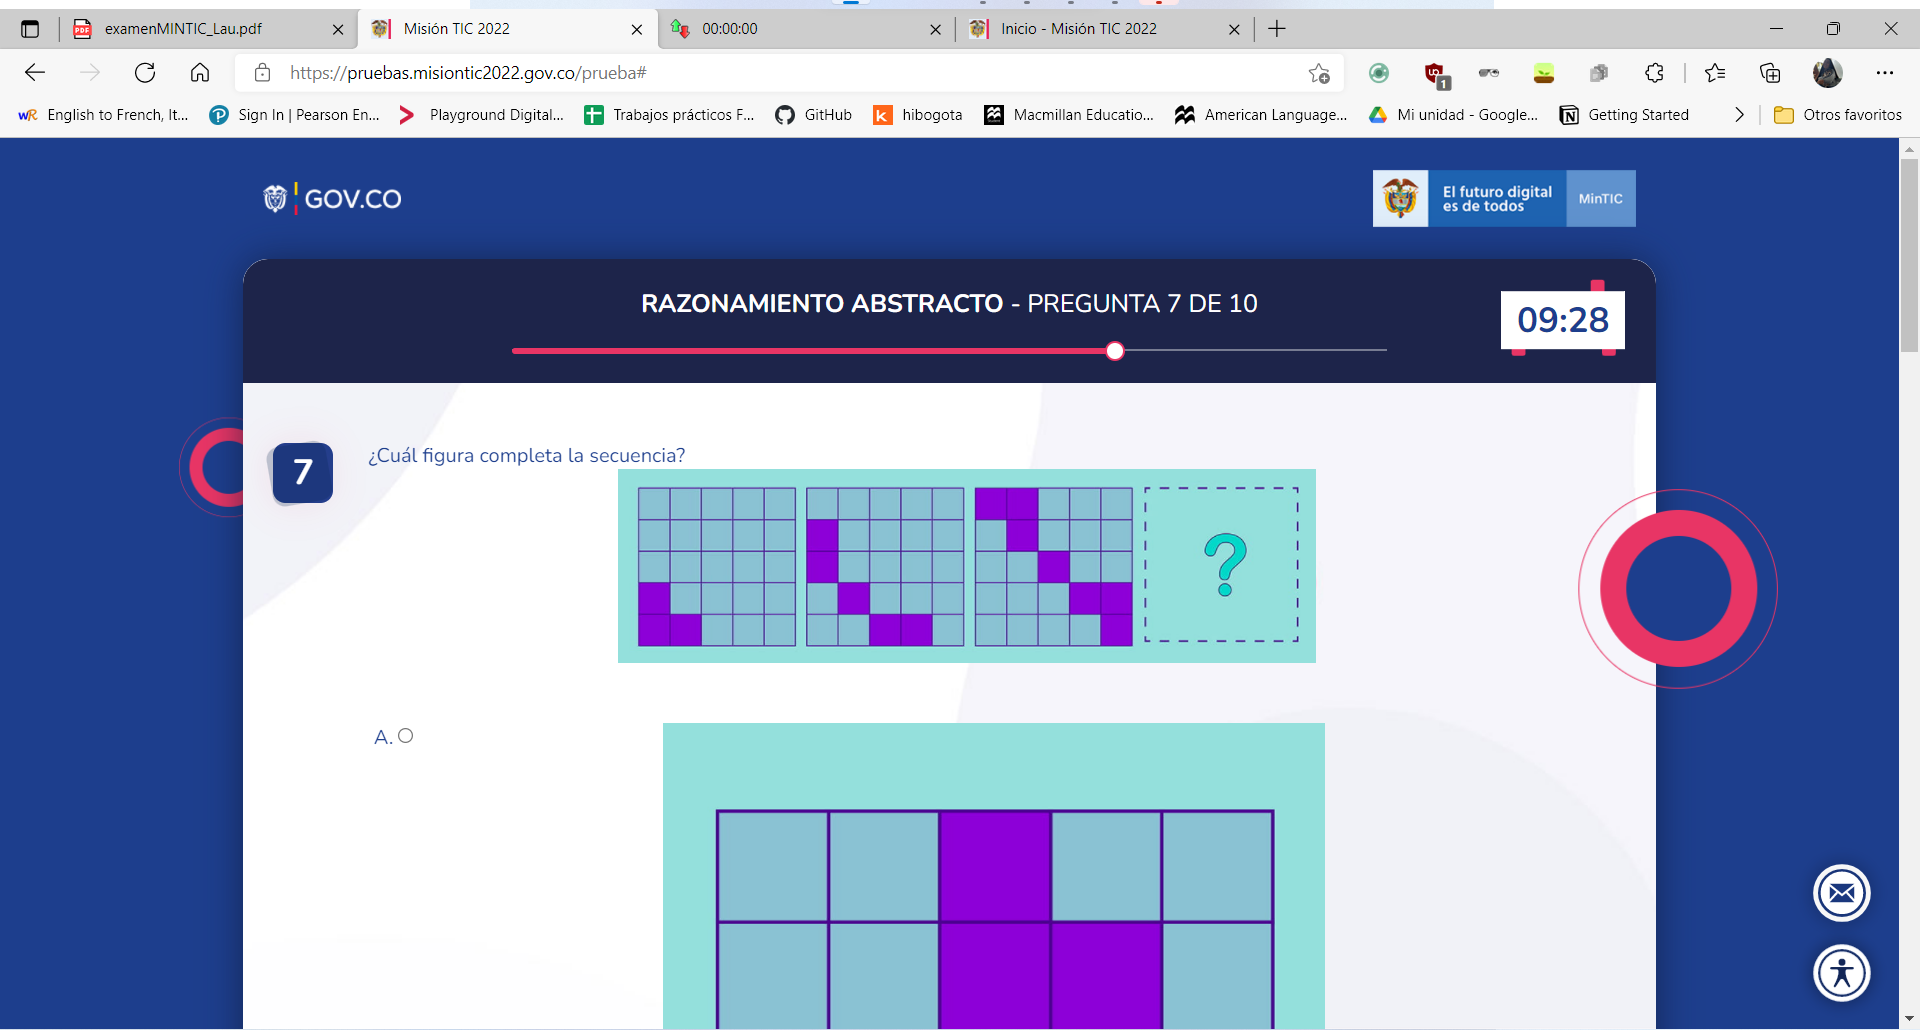 examenMINTIC_Lau.pdf
Misión TIC 2022
00:00:00
Inicio - Misión TIC 2022
https://pruebas.misiontic2022.gov.co/prueba#
1
English to French, It...
Sign In | Pearson En...
Playground Digital...
Trabajos prácticos F...
GitHub
hibogota
Macmillan Educatio...
American Language...
Mi unidad - Google...
Getting Started
Otros favoritos
GOV.CO
El futuro digital
es de todos
MinTIC
RAZONAMIENTO ABSTRACTO - PREGUNTA 7 DE 10
09:28
7
¿Cuál figura completa la secuencia?
?
A.